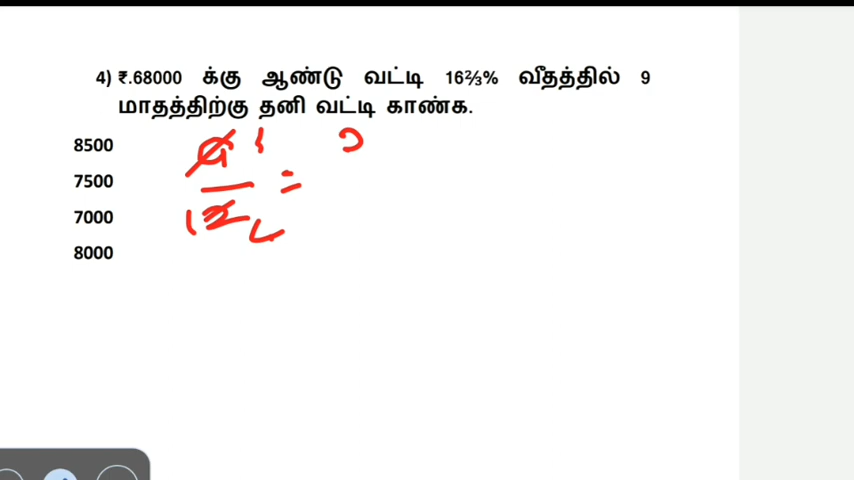 4) ₹.68000 க்கு ஆண்டு வட்டி 16⅔% வீதத்தில் 9
மாதத்திற்கு தனி வட்டி காண்க.
8500
7500
7000
8000